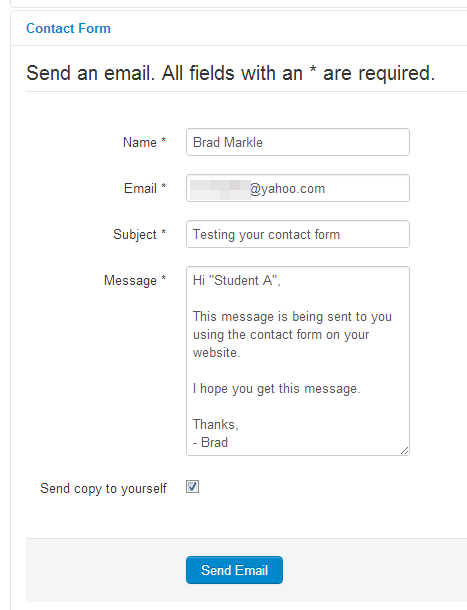 Contact Form
Send an email. All fields with an * are required.
Name * Brad Markle
Email * @yahoo.com
Subject * Testing your contact form
Message * Hi "Student A",
This message is being sent to you
using the contact form on your
website.
I hope you get this message.
Thanks,
- Brad
Send copy to yourself
Send Email